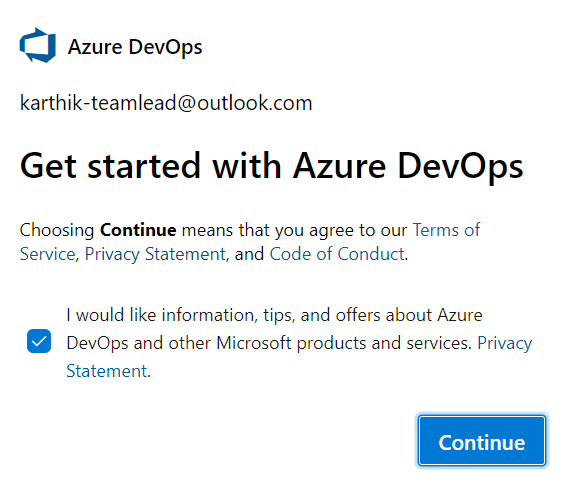 Azure DevOps
karthik-teamlead@outlook.com
Get started with Azure DevOps
Choosing Continue means that you agree to our Terms of
Service, Privacy Statement, and Code of Conduct.
I would like information, tips, and offers about Azure
DevOps and other Microsoft products and services. Privacy
Statement.
Continue